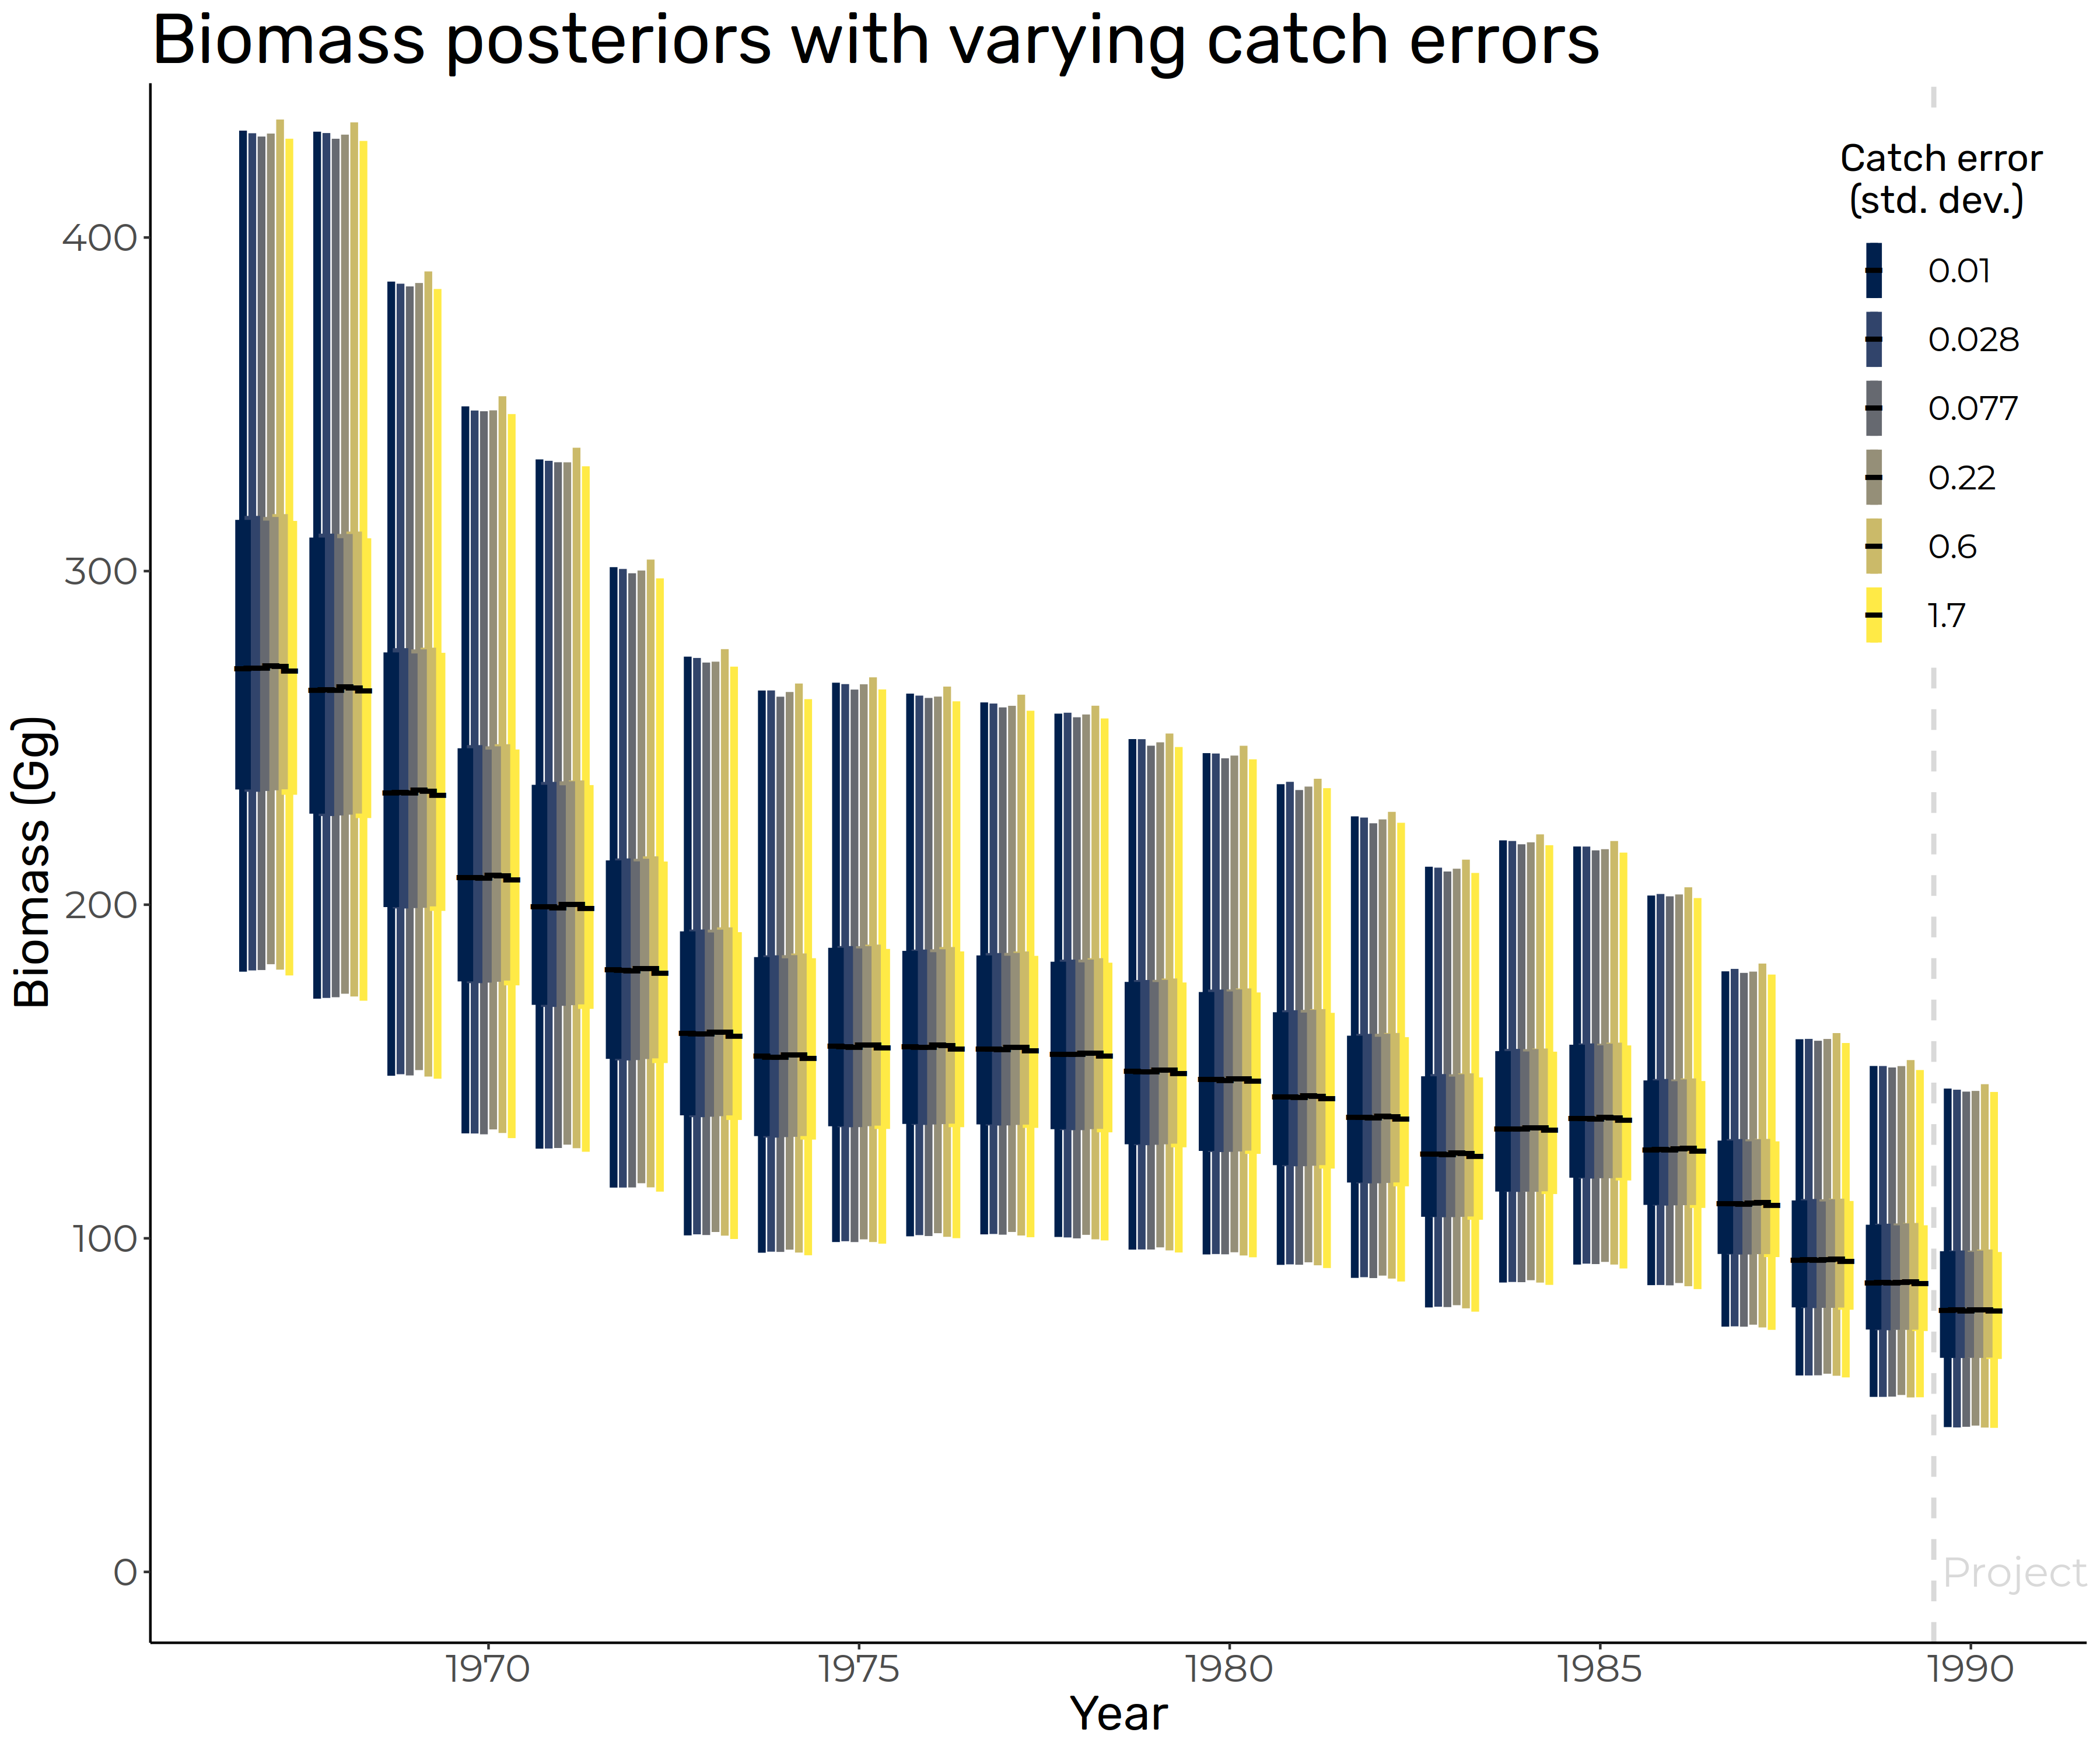 Biomass posteriors with varying catch errors
Catch error
(std. dev.)
0.01
0.028
0.077
0.22
0.6
1.7
Biomass (Gg)
400
300
200
100
0
Project
1970
1975
1980
1985
1990
Year